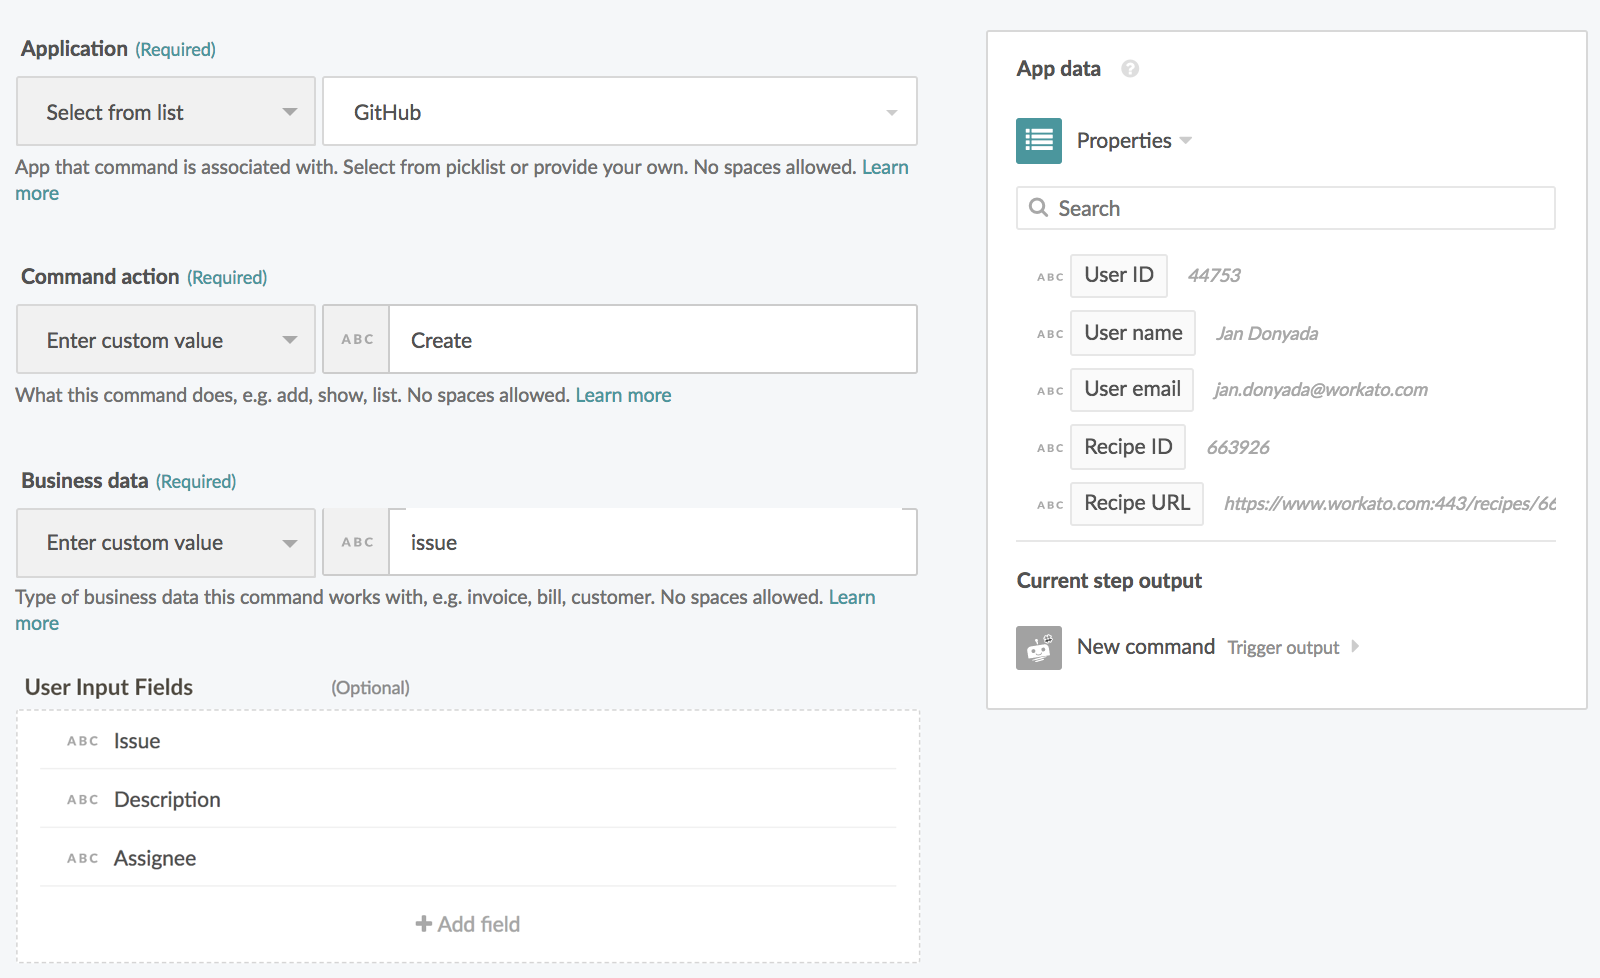 Application (Required)
Select from list
GitHub
App that command is associated with. Select from picklist or provide your own. No spaces allowed. Learn
more
Command action (Required)
Enter custom value
ABC
Create
What this command does, e.g. add, show, list. No spaces allowed. Learn more
Business data (Required)
Enter custom value
ABC
issue
Type of business data this command works with, e.g. invoice, bill, customer. No spaces allowed. Learn
more
User Input Fields (Optional)
ABC Issue
ABC Description
ABC Assignee
+ Add field
App data ?
Properties
Search
ABC User ID 44753
ABC User name Jan Donyada
ABC User email jan.donyada@workato.com
ABC Recipe ID 663926
ABC Recipe URL https://www.workato.com:443/recipes/66
Current step output
New command Trigger output